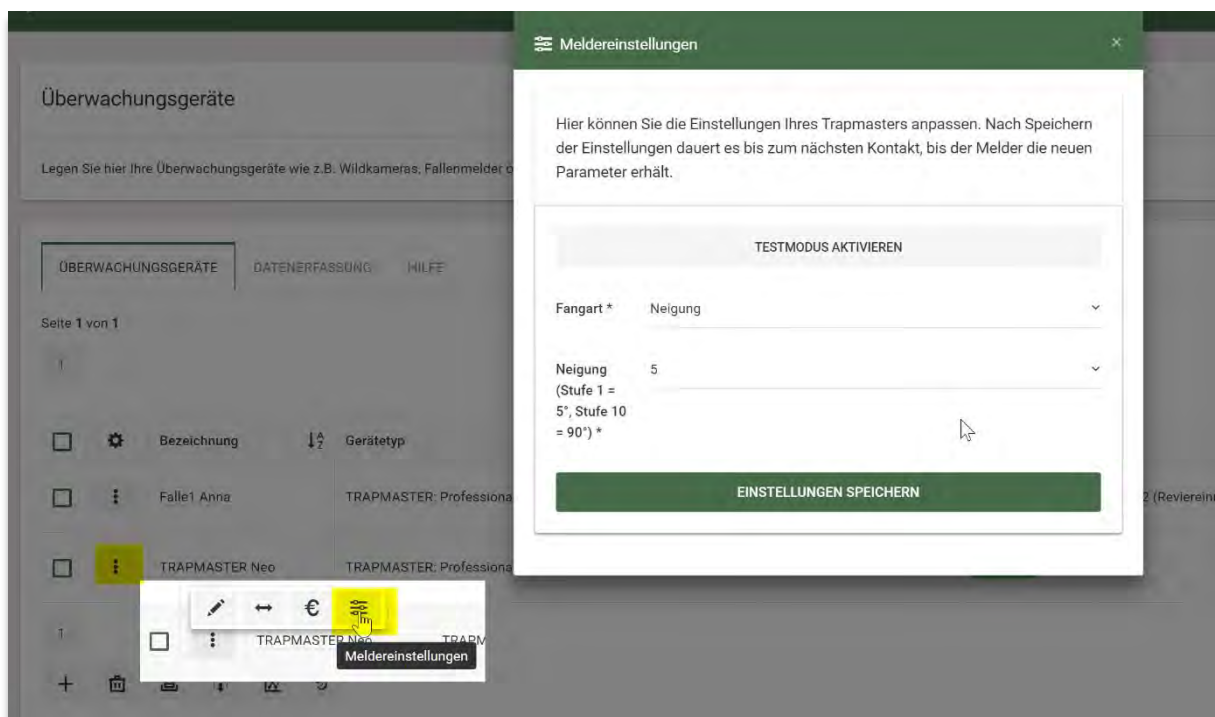 Meldereinstellungen
Überwachungsgeräte
Hier können Sie die Einstellungen Ihres Trapmasters anpassen. Nach Speichern
der Einstellungen dauert es bis zum nächsten Kontakt, bis der Melder die neuen
Parameter erhält.
Legen Sie hier Ihre Überwachungsgeräte wie z.B. Wildkameras, Fallenmelder o
TESTMODUS AKTIVIEREN
ÜBERWACHUNGSGERÄTE DATENERFASSUNG HILFE
Fangart * Neigung
Seite 1 von 1
1
Neigung 5
(Stufe 1 =
5°, Stufe 10
= 90°) *
Bezeichnung Gerätetyp
EINSTELLUNGEN SPEICHERN
Falle1 Anna TRAPMASTER: Professiona
2 (Reviereinr
TRAPMASTER Neo TRAPMASTER: Professiona
€
1
TRAPMASTER Neo TRAPM
Meldereinstellungen